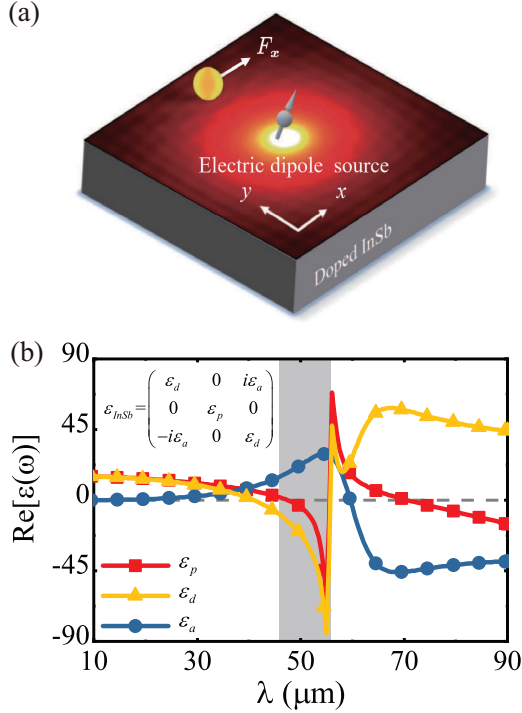 (a)
F_x
Electric dipole source
y
x
Doped InSb
(b)
90
45
0
-45
-90
Re[ε(ω)]
ε_InSb = ( ε_d 0 iε_a
0 ε_p 0
-iε_a 0 ε_d )
ε_p
ε_d
ε_a
10 30 50 70 90
λ (μm)